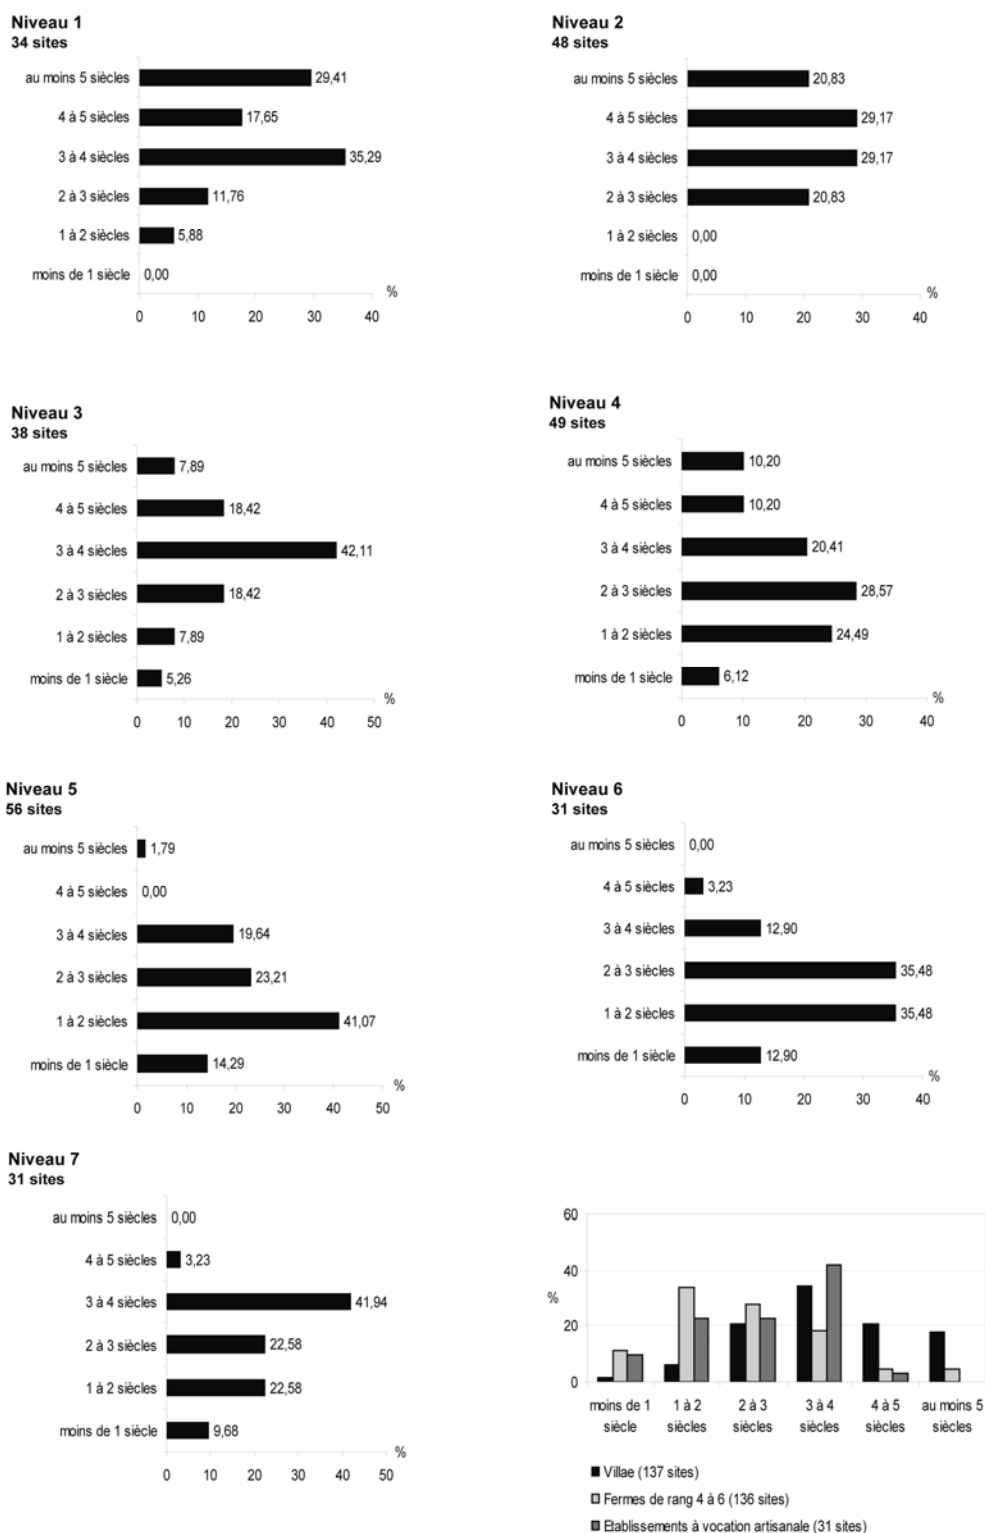 Niveau 1
34 sites
au moins 5 siècles 29,41
4 à 5 siècles 17,65
3 à 4 siècles 35,29
2 à 3 siècles 11,76
1 à 2 siècles 5,88
moins de 1 siècle 0,00
%
0 10 20 30 40
Niveau 2
48 sites
au moins 5 siècles 20,83
4 à 5 siècles 29,17
3 à 4 siècles 29,17
2 à 3 siècles 20,83
1 à 2 siècles 0,00
moins de 1 siècle 0,00
%
0 10 20 30 40
Niveau 3
38 sites
au moins 5 siècles 7,89
4 à 5 siècles 18,42
3 à 4 siècles 42,11
2 à 3 siècles 18,42
1 à 2 siècles 7,89
moins de 1 siècle 5,26
%
0 10 20 30 40 50
Niveau 4
49 sites
au moins 5 siècles 10,20
4 à 5 siècles 10,20
3 à 4 siècles 20,41
2 à 3 siècles 28,57
1 à 2 siècles 24,49
moins de 1 siècle 6,12
%
0 10 20 30 40
Niveau 5
56 sites
au moins 5 siècles 1,79
4 à 5 siècles 0,00
3 à 4 siècles 19,64
2 à 3 siècles 23,21
1 à 2 siècles 41,07
moins de 1 siècle 14,29
%
0 10 20 30 40 50
Niveau 6
31 sites
au moins 5 siècles 0,00
4 à 5 siècles 3,23
3 à 4 siècles 12,90
2 à 3 siècles 35,48
1 à 2 siècles 35,48
moins de 1 siècle 12,90
%
0 10 20 30 40
Niveau 7
31 sites
au moins 5 siècles 0,00
4 à 5 siècles 3,23
3 à 4 siècles 41,94
2 à 3 siècles 22,58
1 à 2 siècles 22,58
moins de 1 siècle 9,68
%
0 10 20 30 40 50
60
40
%
20
0
moins de 1 1 à 2 2 à 3 3 à 4 4 à 5 au moins 5
siècle siècles siècles siècles siècles siècles
Villae (137 sites)
Fermes de rang 4 à 6 (136 sites)
Etablissements à vocation artisanale (31 sites)